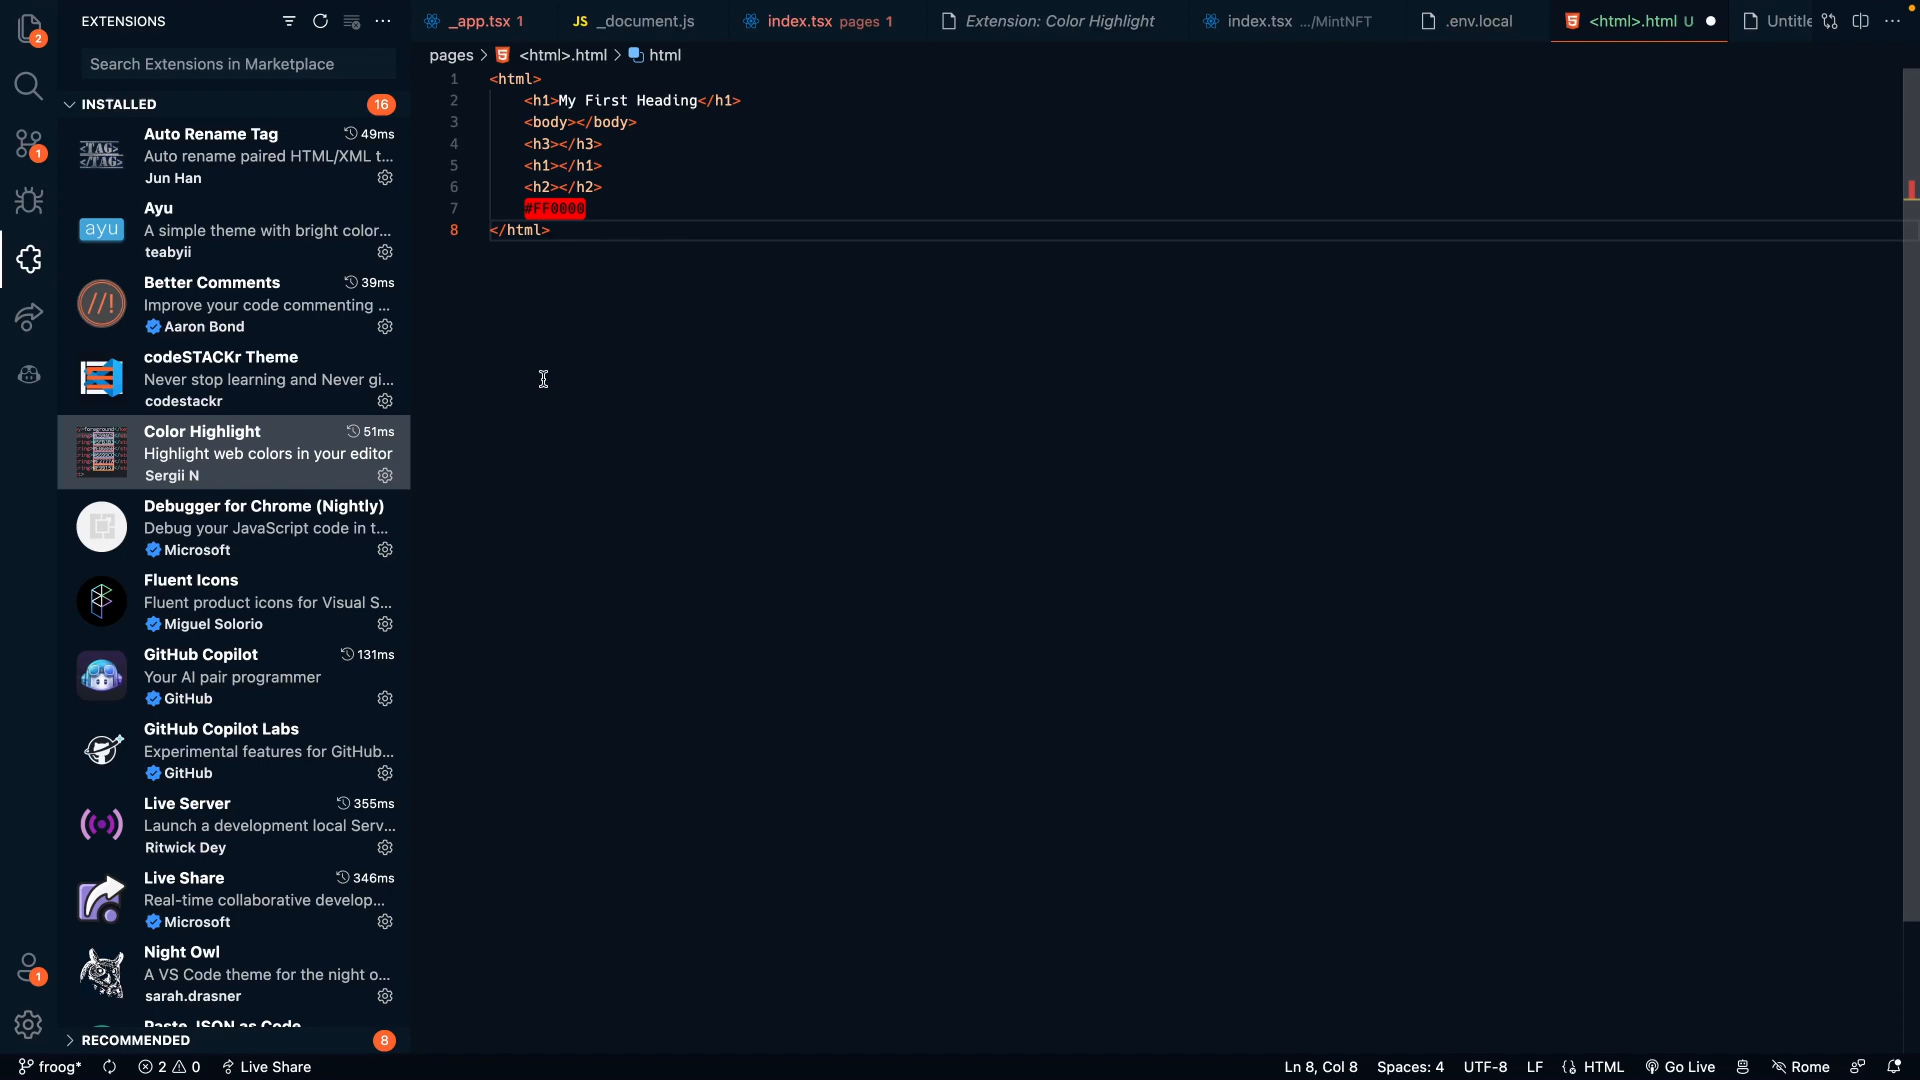 EXTENSIONS
Search Extensions in Marketplace
INSTALLED 16
Auto Rename Tag 49ms
Auto rename paired HTML/XML t...
Jun Han
ayu
Ayu
A simple theme with bright color...
teabyii
Better Comments 39ms
Improve your code commenting ...
Aaron Bond
codeSTACKr Theme
Never stop learning and Never gi...
codestackr
Color Highlight 51ms
Highlight web colors in your editor
Sergii N
Debugger for Chrome (Nightly)
Debug your JavaScript code in t...
Microsoft
Fluent Icons
Fluent product icons for Visual S...
Miguel Solorio
GitHub Copilot 131ms
Your AI pair programmer
GitHub
GitHub Copilot Labs
Experimental features for GitHub...
GitHub
Live Server 355ms
Launch a development local Serv...
Ritwick Dey
Live Share 346ms
Real-time collaborative develop...
Microsoft
Night Owl
A VS Code theme for the night o...
sarah.drasner
Paste JSON as Code
RECOMMENDED 8
_app.tsx 1 JS _document.js index.tsx pages 1 Extension: Color Highlight index.tsx .../MintNFT .env.local <html>.html U Untitle
pages > <html>.html > html
1 <html>
2 <h1>My First Heading</h1>
3 <body></body>
4 <h3></h3>
5 <h1></h1>
6 <h2></h2>
7 #FF0000
8 </html>
froog* 2 0 Live Share Ln 8, Col 8 Spaces: 4 UTF-8 LF {} HTML Go Live Rome